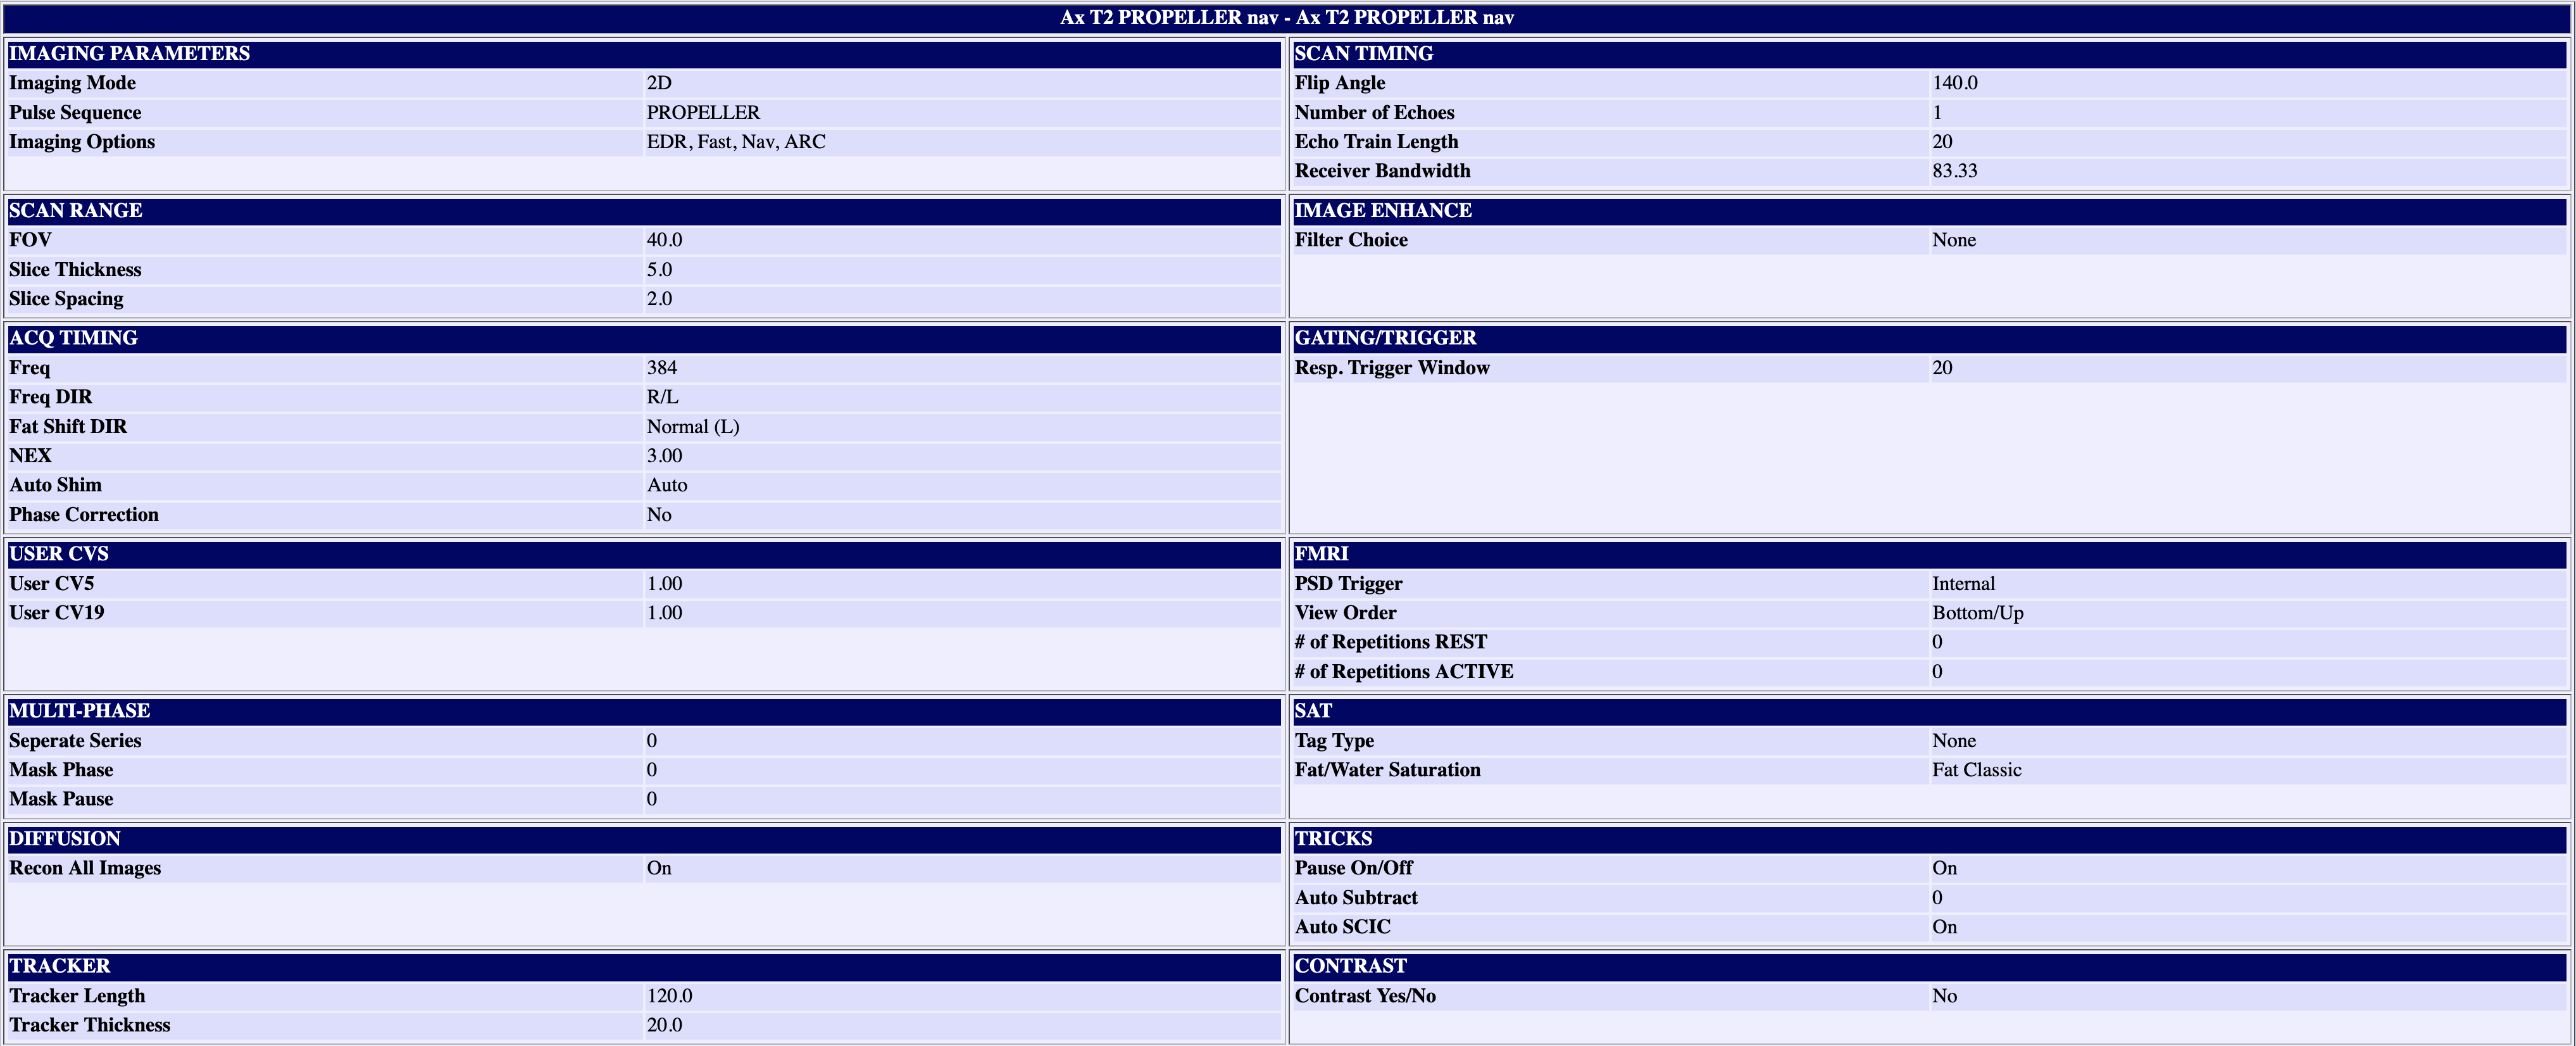 Ax T2 PROPELLER nav - Ax T2 PROPELLER nav
IMAGING PARAMETERS
Imaging Mode 2D
Pulse Sequence PROPELLER
Imaging Options EDR, Fast, Nav, ARC
SCAN TIMING
Flip Angle 140.0
Number of Echoes 1
Echo Train Length 20
Receiver Bandwidth 83.33
SCAN RANGE
FOV 40.0
Slice Thickness 5.0
Slice Spacing 2.0
IMAGE ENHANCE
Filter Choice None
ACQ TIMING
Freq 384
Freq DIR R/L
Fat Shift DIR Normal (L)
NEX 3.00
Auto Shim Auto
Phase Correction No
GATING/TRIGGER
Resp. Trigger Window 20
USER CVS
User CV5 1.00
User CV19 1.00
FMRI
PSD Trigger Internal
View Order Bottom/Up
# of Repetitions REST 0
# of Repetitions ACTIVE 0
MULTI-PHASE
Seperate Series 0
Mask Phase 0
Mask Pause 0
SAT
Tag Type None
Fat/Water Saturation Fat Classic
DIFFUSION
Recon All Images On
TRICKS
Pause On/Off On
Auto Subtract 0
Auto SCIC On
TRACKER
Tracker Length 120.0
Tracker Thickness 20.0
CONTRAST
Contrast Yes/No No